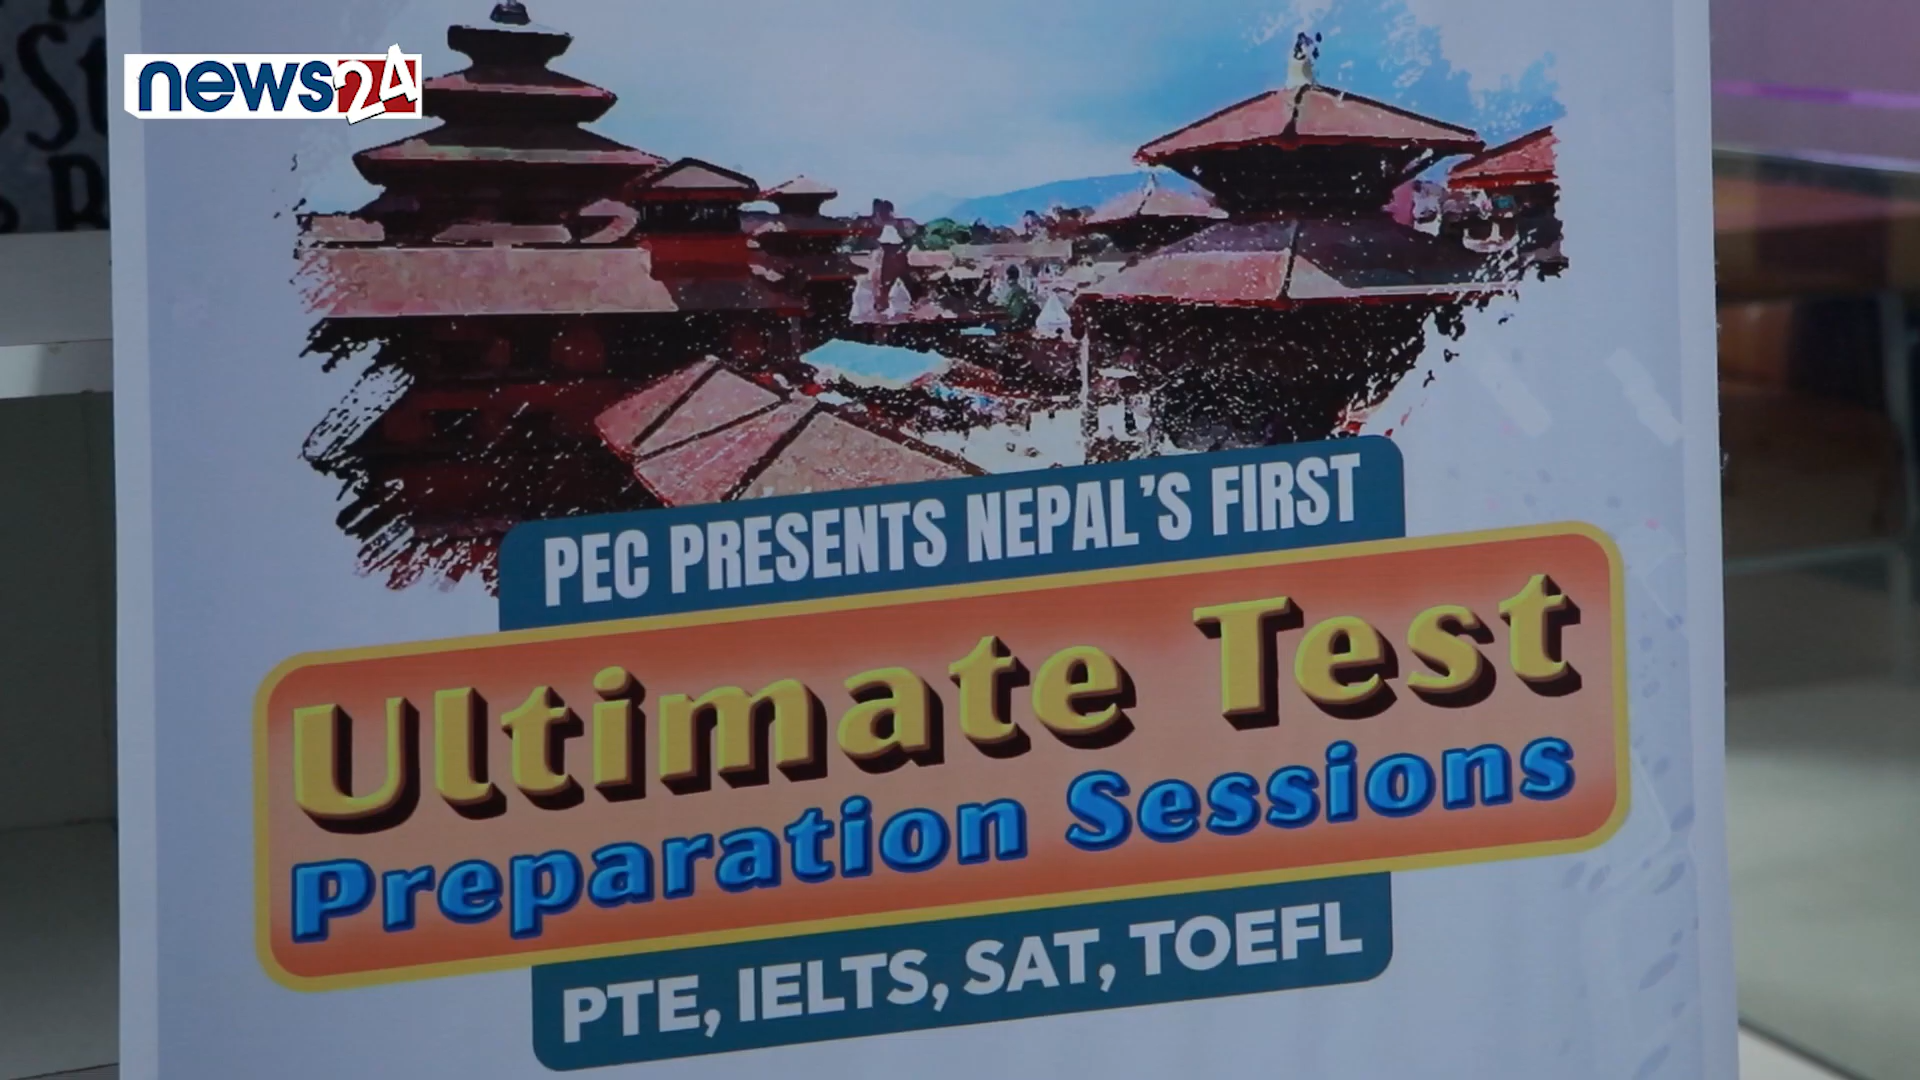 news24
PEC PRESENTS NEPAL'S FIRST
Ultimate Test
Preparation Sessions
PTE, IELTS, SAT, TOEFL